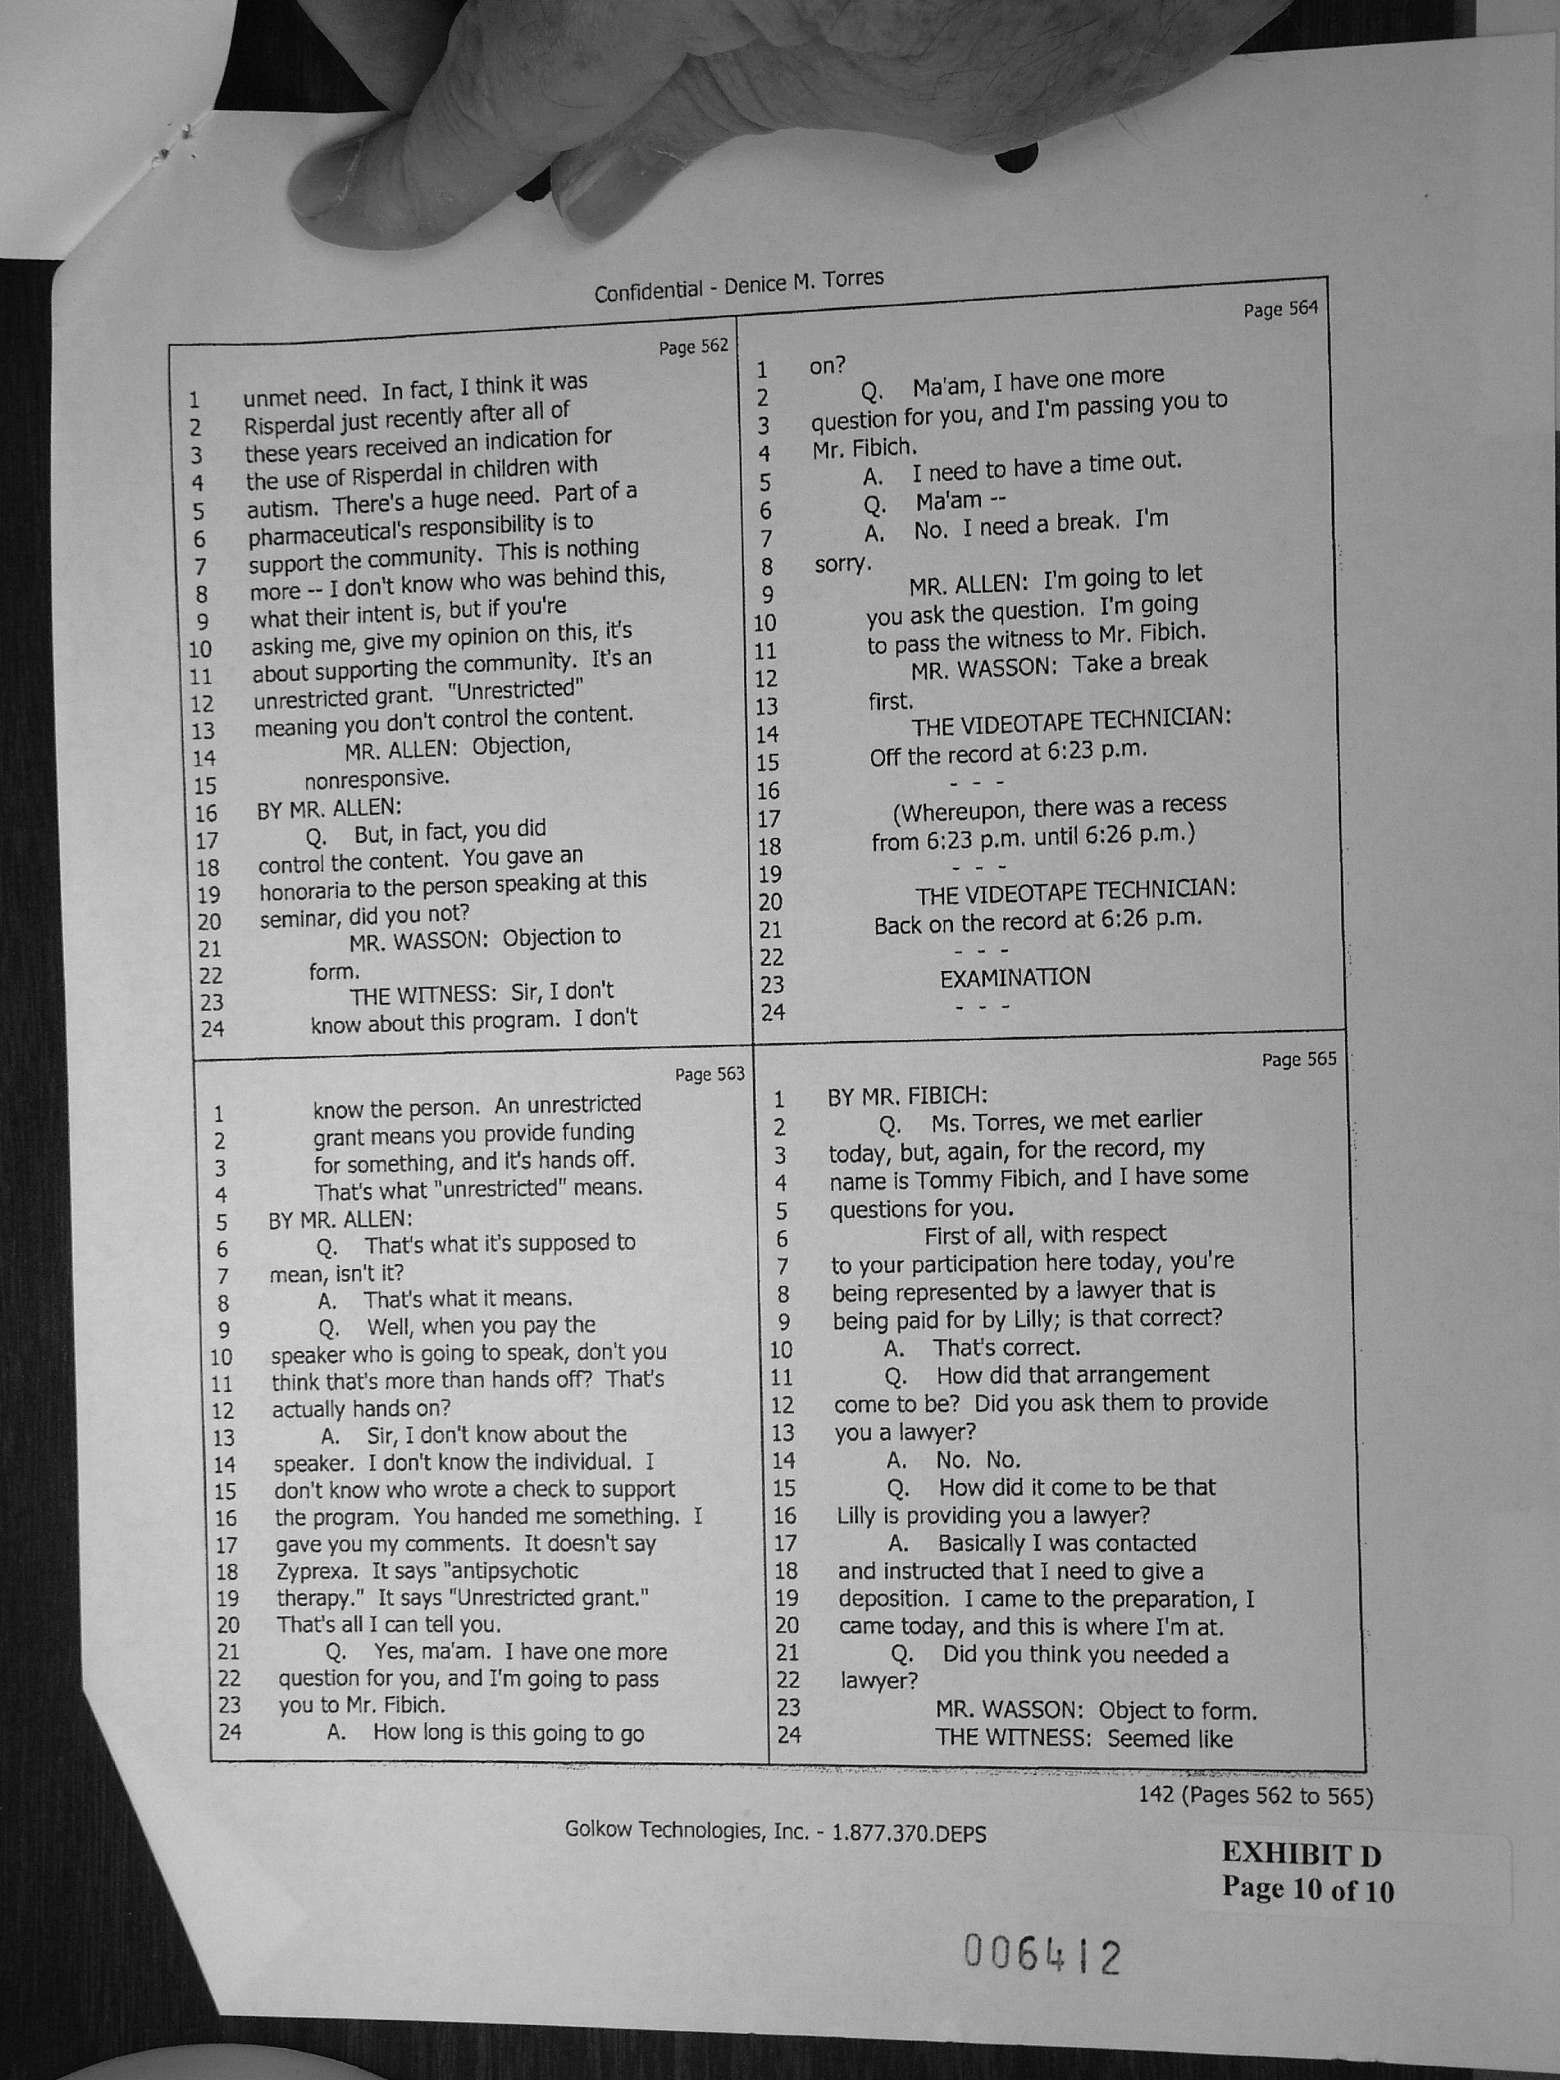 Confidential - Denice M. Torres
Page 562
1 unmet need. In fact, I think it was
2 Risperdal just recently after all of
3 these years received an indication for
4 the use of Risperdal in children with
5 autism. There's a huge need. Part of a
6 pharmaceutical's responsibility is to
7 support the community. This is nothing
8 more -- I don't know who was behind this,
9 what their intent is, but if you're
10 asking me, give my opinion on this, it's
11 about supporting the community. It's an
12 unrestricted grant. "Unrestricted"
13 meaning you don't control the content.
14 MR. ALLEN: Objection,
15 nonresponsive.
16 BY MR. ALLEN:
17 Q. But, in fact, you did
18 control the content. You gave an
19 honoraria to the person speaking at this
20 seminar, did you not?
21 MR. WASSON: Objection to
22 form.
23 THE WITNESS: Sir, I don't
24 know about this program. I don't
Page 563
1 know the person. An unrestricted
2 grant means you provide funding
3 for something, and it's hands off.
4 That's what "unrestricted" means.
5 BY MR. ALLEN:
6 Q. That's what it's supposed to
7 mean, isn't it?
8 A. That's what it means.
9 Q. Well, when you pay the
10 speaker who is going to speak, don't you
11 think that's more than hands off? That's
12 actually hands on?
13 A. Sir, I don't know about the
14 speaker. I don't know the individual. I
15 don't know who wrote a check to support
16 the program. You handed me something. I
17 gave you my comments. It doesn't say
18 Zyprexa. It says "antipsychotic
19 therapy." It says "Unrestricted grant."
20 That's all I can tell you.
21 Q. Yes, ma'am. I have one more
22 question for you, and I'm going to pass
23 you to Mr. Fibich.
24 A. How long is this going to go
Page 564
1 on?
2 Q. Ma'am, I have one more
3 question for you, and I'm passing you to
4 Mr. Fibich.
5 A. I need to have a time out.
6 Q. Ma'am --
7 A. No. I need a break. I'm
8 sorry.
9 MR. ALLEN: I'm going to let
10 you ask the question. I'm going
11 to pass the witness to Mr. Fibich.
12 MR. WASSON: Take a break
13 first.
14 THE VIDEOTAPE TECHNICIAN:
15 Off the record at 6:23 p.m.
16 - - -
17 (Whereupon, there was a recess
18 from 6:23 p.m. until 6:26 p.m.)
19 - - -
20 THE VIDEOTAPE TECHNICIAN:
21 Back on the record at 6:26 p.m.
22 - - -
23 EXAMINATION
24 - - -
Page 565
1 BY MR. FIBICH:
2 Q. Ms. Torres, we met earlier
3 today, but, again, for the record, my
4 name is Tommy Fibich, and I have some
5 questions for you.
6 First of all, with respect
7 to your participation here today, you're
8 being represented by a lawyer that is
9 being paid for by Lilly; is that correct?
10 A. That's correct.
11 Q. How did that arrangement
12 come to be? Did you ask them to provide
13 you a lawyer?
14 A. No. No.
15 Q. How did it come to be that
16 Lilly is providing you a lawyer?
17 A. Basically I was contacted
18 and instructed that I need to give a
19 deposition. I came to the preparation, I
20 came today, and this is where I'm at.
21 Q. Did you think you needed a
22 lawyer?
23 MR. WASSON: Object to form.
24 THE WITNESS: Seemed like
142 (Pages 562 to 565)
Golkow Technologies, Inc. - 1.877.370.DEPS
EXHIBIT D
Page 10 of 10
006412